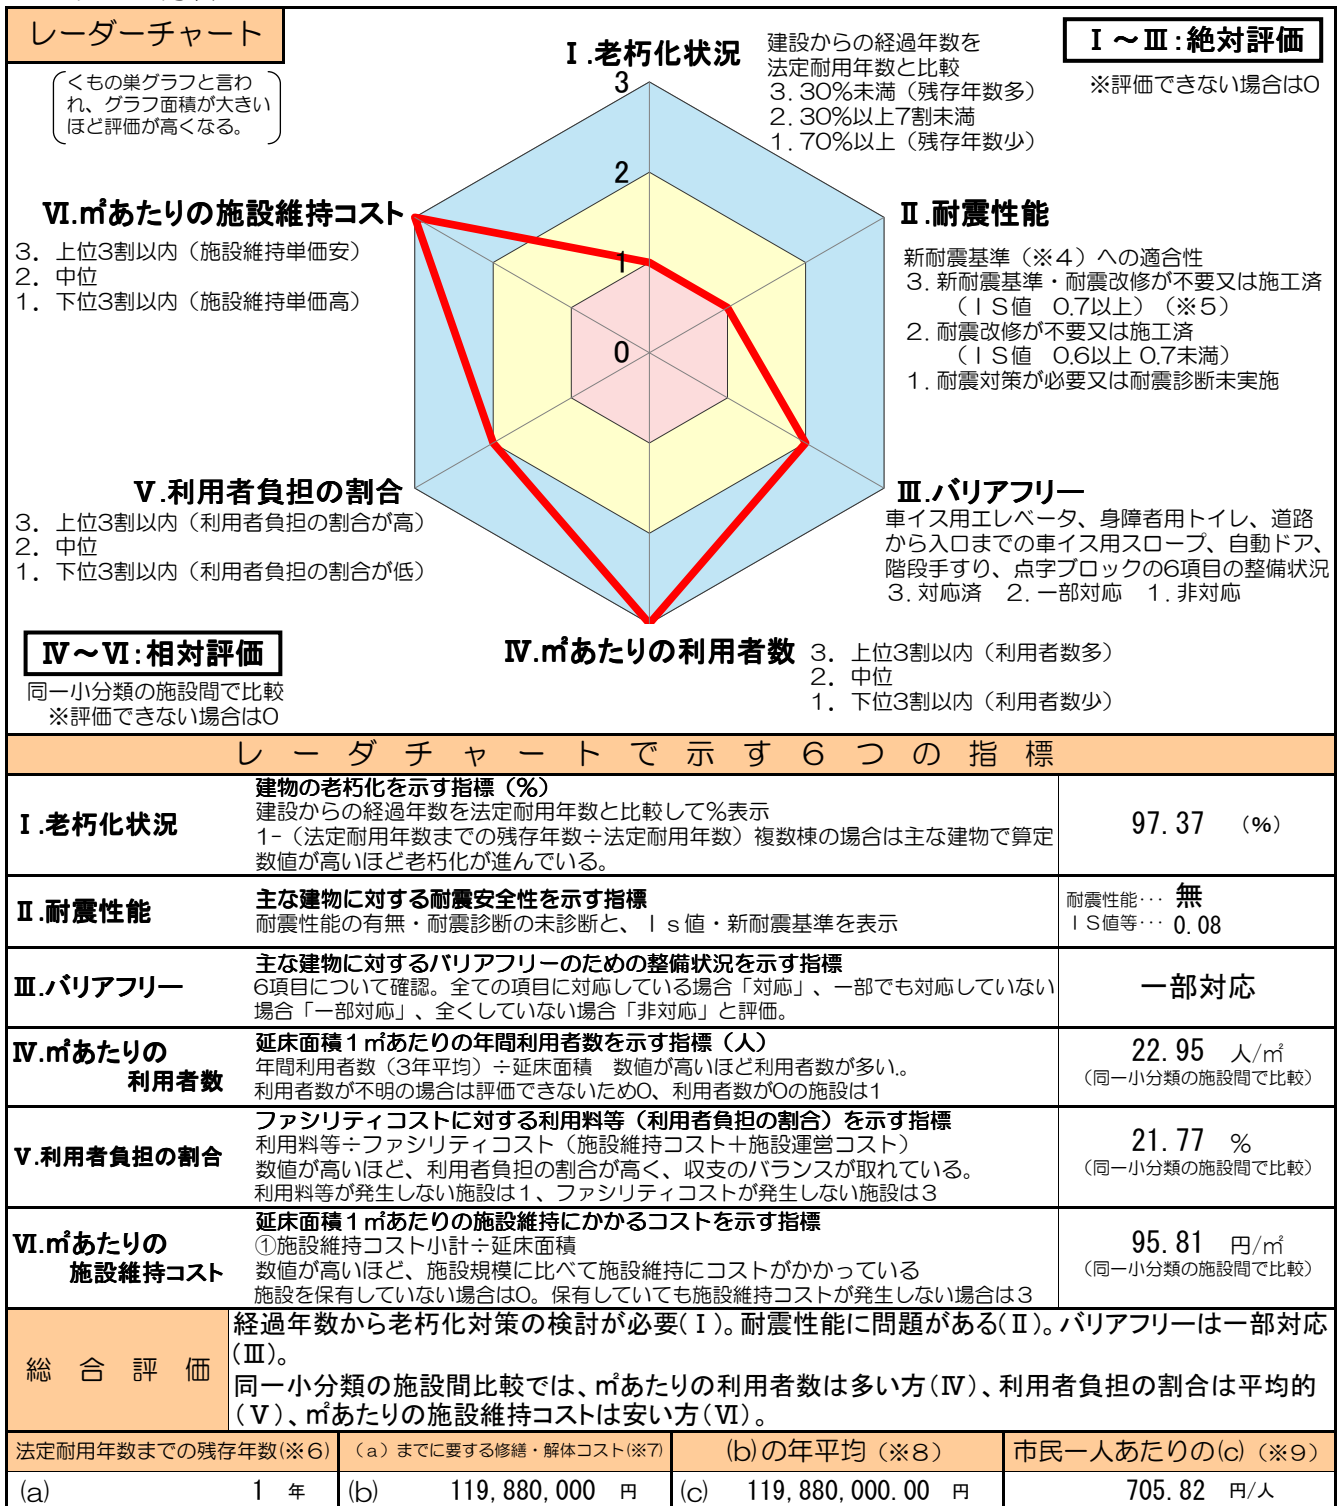 レーダーチャート
くもの巣グラフと言わ
れ、グラフ面積が大きい
ほど評価が高くなる。
Ⅰ.老朽化状況
建設からの経過年数を
法定耐用年数と比較
3. 30%未満（残存年数多）
2. 30%以上7割未満
1. 70%以上（残存年数少）
Ⅰ～Ⅲ:絶対評価
※評価できない場合は0
3
2
1
0
Ⅵ.㎡あたりの施設維持コスト
3. 上位3割以内（施設維持単価安）
2. 中位
1. 下位3割以内（施設維持単価高）
Ⅱ.耐震性能
新耐震基準（※4）への適合性
3. 新耐震基準・耐震改修が不要又は施工済
（ＩＳ値 0.7以上）（※5）
2. 耐震改修が不要又は施工済
（ＩＳ値 0.6以上 0.7未満）
1. 耐震対策が必要又は耐震診断未実施
Ⅴ.利用者負担の割合
3. 上位3割以内（利用者負担の割合が高）
2. 中位
1. 下位3割以内（利用者負担の割合が低）
Ⅲ.バリアフリー
車イス用エレベータ、身障者用トイレ、道路
から入口までの車イス用スロープ、自動ドア、
階段手すり、点字ブロックの6項目の整備状況
3. 対応済 2. 一部対応 1. 非対応
Ⅳ～Ⅵ:相対評価
同一小分類の施設間で比較
※評価できない場合は0
Ⅳ.㎡あたりの利用者数
3. 上位3割以内（利用者数多）
2. 中位
1. 下位3割以内（利用者数少）
レーダチャートで示す６つの指標
Ⅰ.老朽化状況
建物の老朽化を示す指標（%）
建設からの経過年数を法定耐用年数と比較して%表示
1-（法定耐用年数までの残存年数÷法定耐用年数）複数棟の場合は主な建物で算定
数値が高いほど老朽化が進んでいる。
97.37 （%）
Ⅱ.耐震性能
主な建物に対する耐震安全性を示す指標
耐震性能の有無・耐震診断の未診断と、Ｉｓ値・新耐震基準を表示
耐震性能… 無
ＩＳ値等… 0.08
Ⅲ.バリアフリー
主な建物に対するバリアフリーのための整備状況を示す指標
6項目について確認。全ての項目に対応している場合「対応」、一部でも対応していない
場合「一部対応」、全くしていない場合「非対応」と評価。
一部対応
Ⅳ.㎡あたりの
利用者数
延床面積１㎡あたりの年間利用者数を示す指標（人）
年間利用者数（3年平均）÷延床面積 数値が高いほど利用者数が多い。
利用者数が不明の場合は評価できないため0、利用者数が0の施設は1
22.95 人/㎡
（同一小分類の施設間で比較）
Ⅴ.利用者負担の割合
ファシリティコストに対する利用料等（利用者負担の割合）を示す指標
利用料等÷ファシリティコスト（施設維持コスト＋施設運営コスト）
数値が高いほど、利用者負担の割合が高く、収支のバランスが取れている。
利用料等が発生しない施設は１、ファシリティコストが発生しない施設は３
21.77 %
（同一小分類の施設間で比較）
Ⅵ.㎡あたりの
施設維持コスト
延床面積１㎡あたりの施設維持にかかるコストを示す指標
①施設維持コスト小計÷延床面積
数値が高いほど、施設規模に比べて施設維持にコストがかかっている
施設を保有していない場合は0。保有していても施設維持コストが発生しない場合は３
95.81 円/㎡
（同一小分類の施設間で比較）
総合評価
経過年数から老朽化対策の検討が必要(Ⅰ)。耐震性能に問題がある(Ⅱ)。バリアフリーは一部対応
(Ⅲ)。
同一小分類の施設間比較では、㎡あたりの利用者数は多い方(Ⅳ)、利用者負担の割合は平均的
(Ⅴ)、㎡あたりの施設維持コストは安い方(Ⅵ)。
法定耐用年数までの残存年数(※6)
（a）までに要する修繕・解体コスト(※7)
(b)の年平均（※8）
市民一人あたりの(c)（※9）
(a) 1 年
(b) 119,880,000 円
(c) 119,880,000.00 円
705.82 円/人